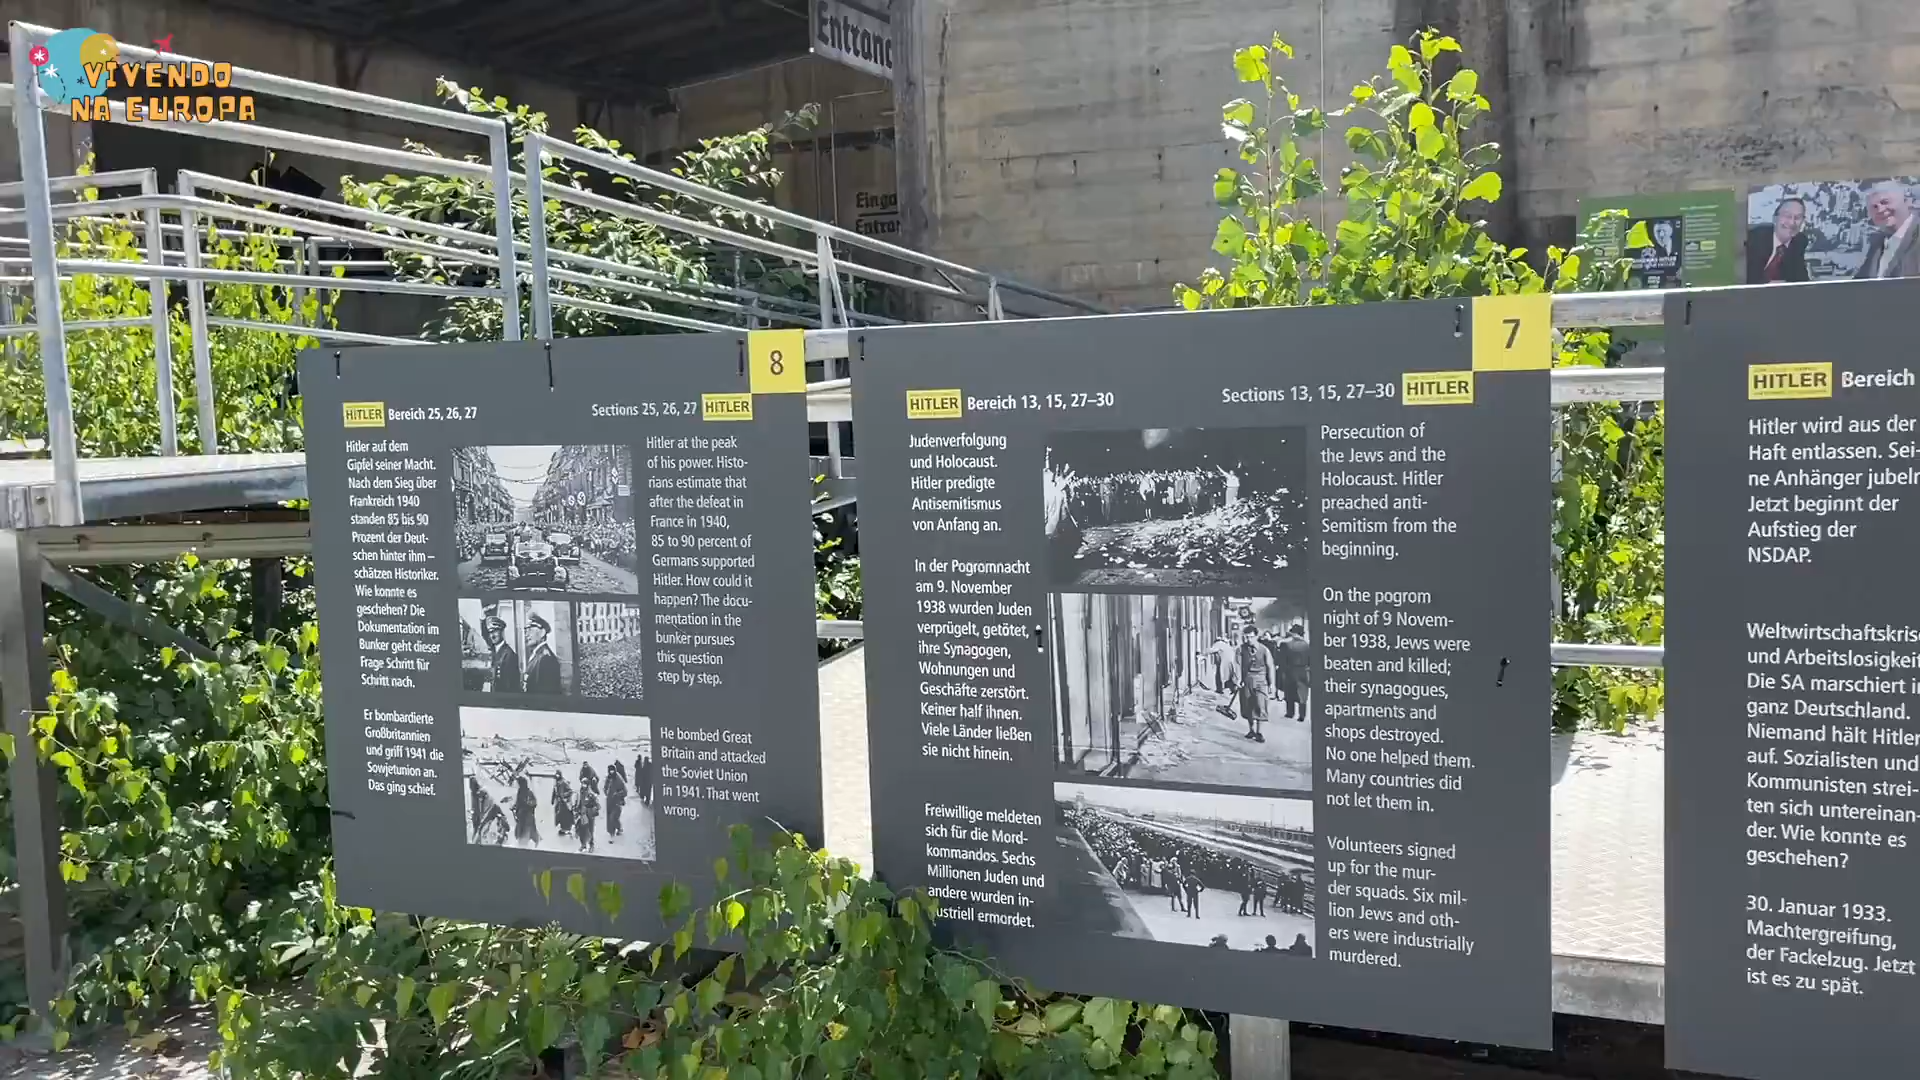 VIVENDO
NA EUROPA
Entranc
Einga
Entra
8
HITLER
Bereich 25, 26, 27
Sections 25, 26, 27
HITLER
Hitler auf dem
Gipfel seiner Macht.
Nach dem Sieg über
Frankreich 1940
standen 85 bis 90
Prozent der Deut-
schen hinter ihm –
schätzen Historiker.
Wie konnte es
geschehen? Die
Dokumentation im
Bunker geht dieser
Frage Schritt für
Schritt nach.
Er bombardierte
Großbritannien
und griff 1941 die
Sowjetunion an.
Das ging schief.
Hitler at the peak
of his power. Histo-
rians estimate that
after the defeat in
France in 1940,
85 to 90 percent of
Germans supported
Hitler. How could it
happen? The docu-
mentation in the
bunker pursues
this question
step by step.
He bombed Great
Britain and attacked
the Soviet Union
in 1941. That went
wrong.
7
HITLER
Bereich 13, 15, 27–30
Sections 13, 15, 27–30
HITLER
Judenverfolgung
und Holocaust.
Hitler predigte
Antisemitismus
von Anfang an.
In der Pogromnacht
am 9. November
1938 wurden Juden
verprügelt, getötet,
ihre Synagogen,
Wohnungen und
Geschäfte zerstört.
Keiner half ihnen.
Viele Länder ließen
sie nicht hinein.
Freiwillige meldeten
sich für die Mord-
kommandos. Sechs
Millionen Juden und
andere wurden in-
ustriell ermordet.
Persecution of
the Jews and the
Holocaust. Hitler
preached anti-
Semitism from the
beginning.
On the pogrom
night of 9 Novem-
ber 1938, Jews were
beaten and killed;
their synagogues,
apartments and
shops destroyed.
No one helped them.
Many countries did
not let them in.
Volunteers signed
up for the mur-
der squads. Six mil-
lion Jews and oth-
ers were industrially
murdered.
HITLER
Bereich
Hitler wird aus der
Haft entlassen. Sei-
ne Anhänger jubeln
Jetzt beginnt der
Aufstieg der
NSDAP.
Weltwirtschaftskrise
und Arbeitslosigkeit
Die SA marschiert in
ganz Deutschland.
Niemand hält Hitler
auf. Sozialisten und
Kommunisten strei-
ten sich untereinan-
der. Wie konnte es
geschehen?
30. Januar 1933.
Machtergreifung,
der Fackelzug. Jetzt
ist es zu spät.